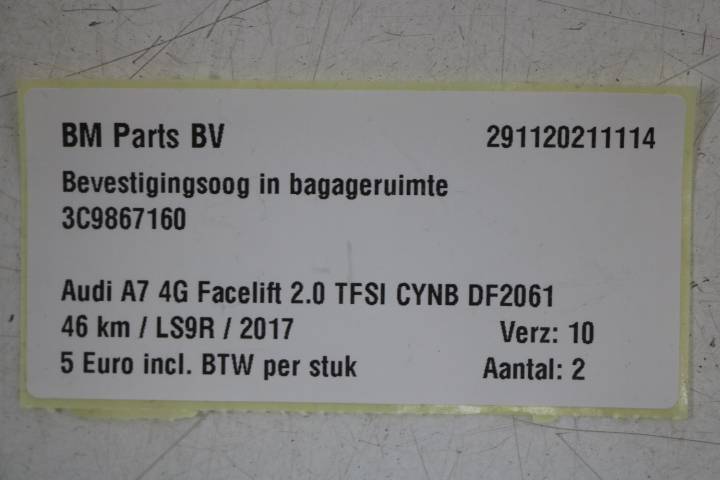 BM Parts BV 291120211114
Bevestigingsoog in bagageruimte
3C9867160
Audi A7 4G Facelift 2.0 TFSI CYNB DF2061
46 km / LS9R / 2017 Verz: 10
5 Euro incl. BTW per stuk Aantal: 2